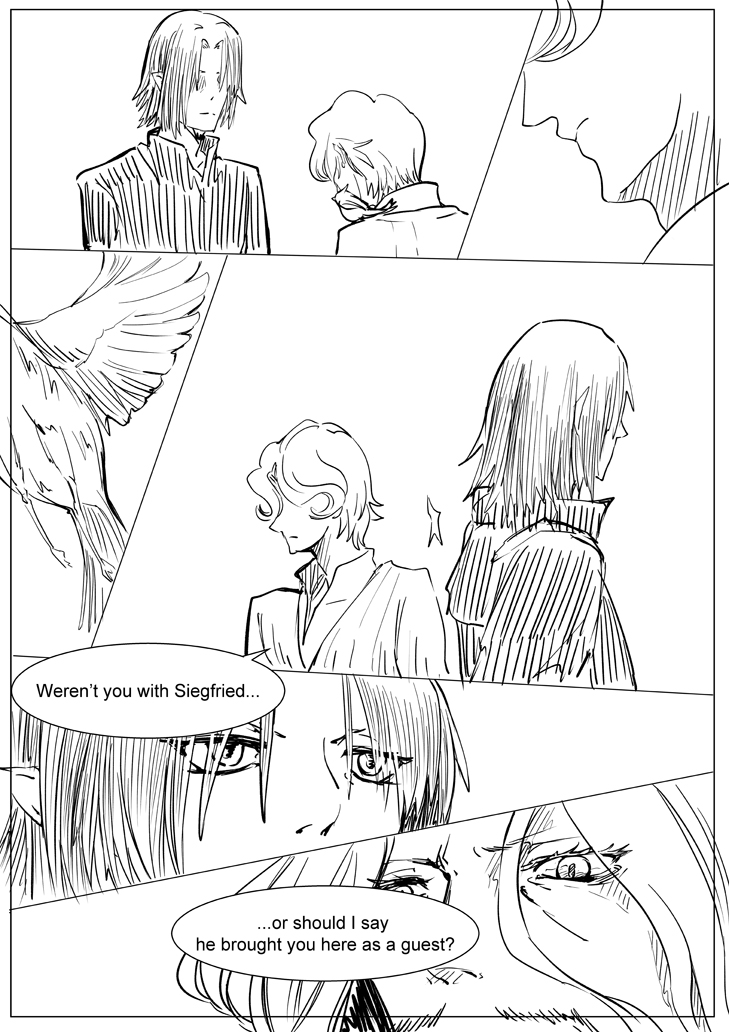 Weren't you with Siegfried...
...or should I say
he brought you here as a guest?